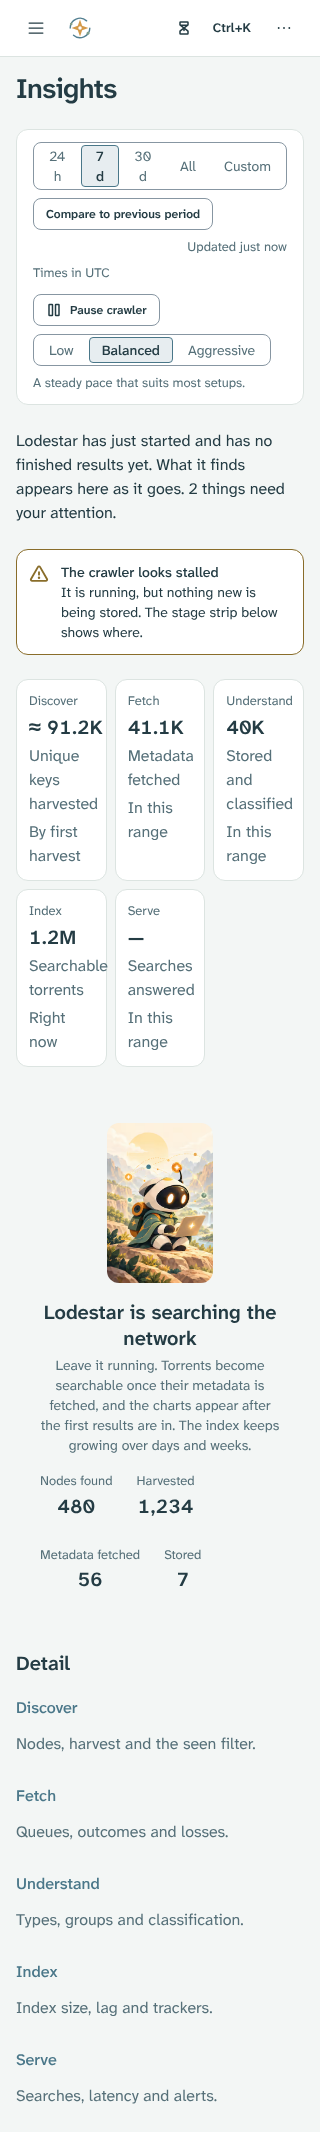 Ctrl+K
Insights
24 h
7 d
30 d
All
Custom
Compare to previous period
Updated just now
Times in UTC
Pause crawler
Low
Balanced
Aggressive
A steady pace that suits most setups.
Lodestar has just started and has no
finished results yet. What it finds
appears here as it goes. 2 things need
your attention.
The crawler looks stalled
It is running, but nothing new is
being stored. The stage strip below
shows where.
Discover
≈ 91.2K
Unique
keys
harvested
By first
harvest
Fetch
41.1K
Metadata
fetched
In this
range
Understand
40K
Stored
and
classified
In this
range
Index
1.2M
Searchable
torrents
Right
now
Serve
—
Searches
answered
In this
range
Lodestar is searching the
network
Leave it running. Torrents become
searchable once their metadata is
fetched, and the charts appear after
the first results are in. The index keeps
growing over days and weeks.
Nodes found
480
Harvested
1,234
Metadata fetched
56
Stored
7
Detail
Discover
Nodes, harvest and the seen filter.
Fetch
Queues, outcomes and losses.
Understand
Types, groups and classification.
Index
Index size, lag and trackers.
Serve
Searches, latency and alerts.